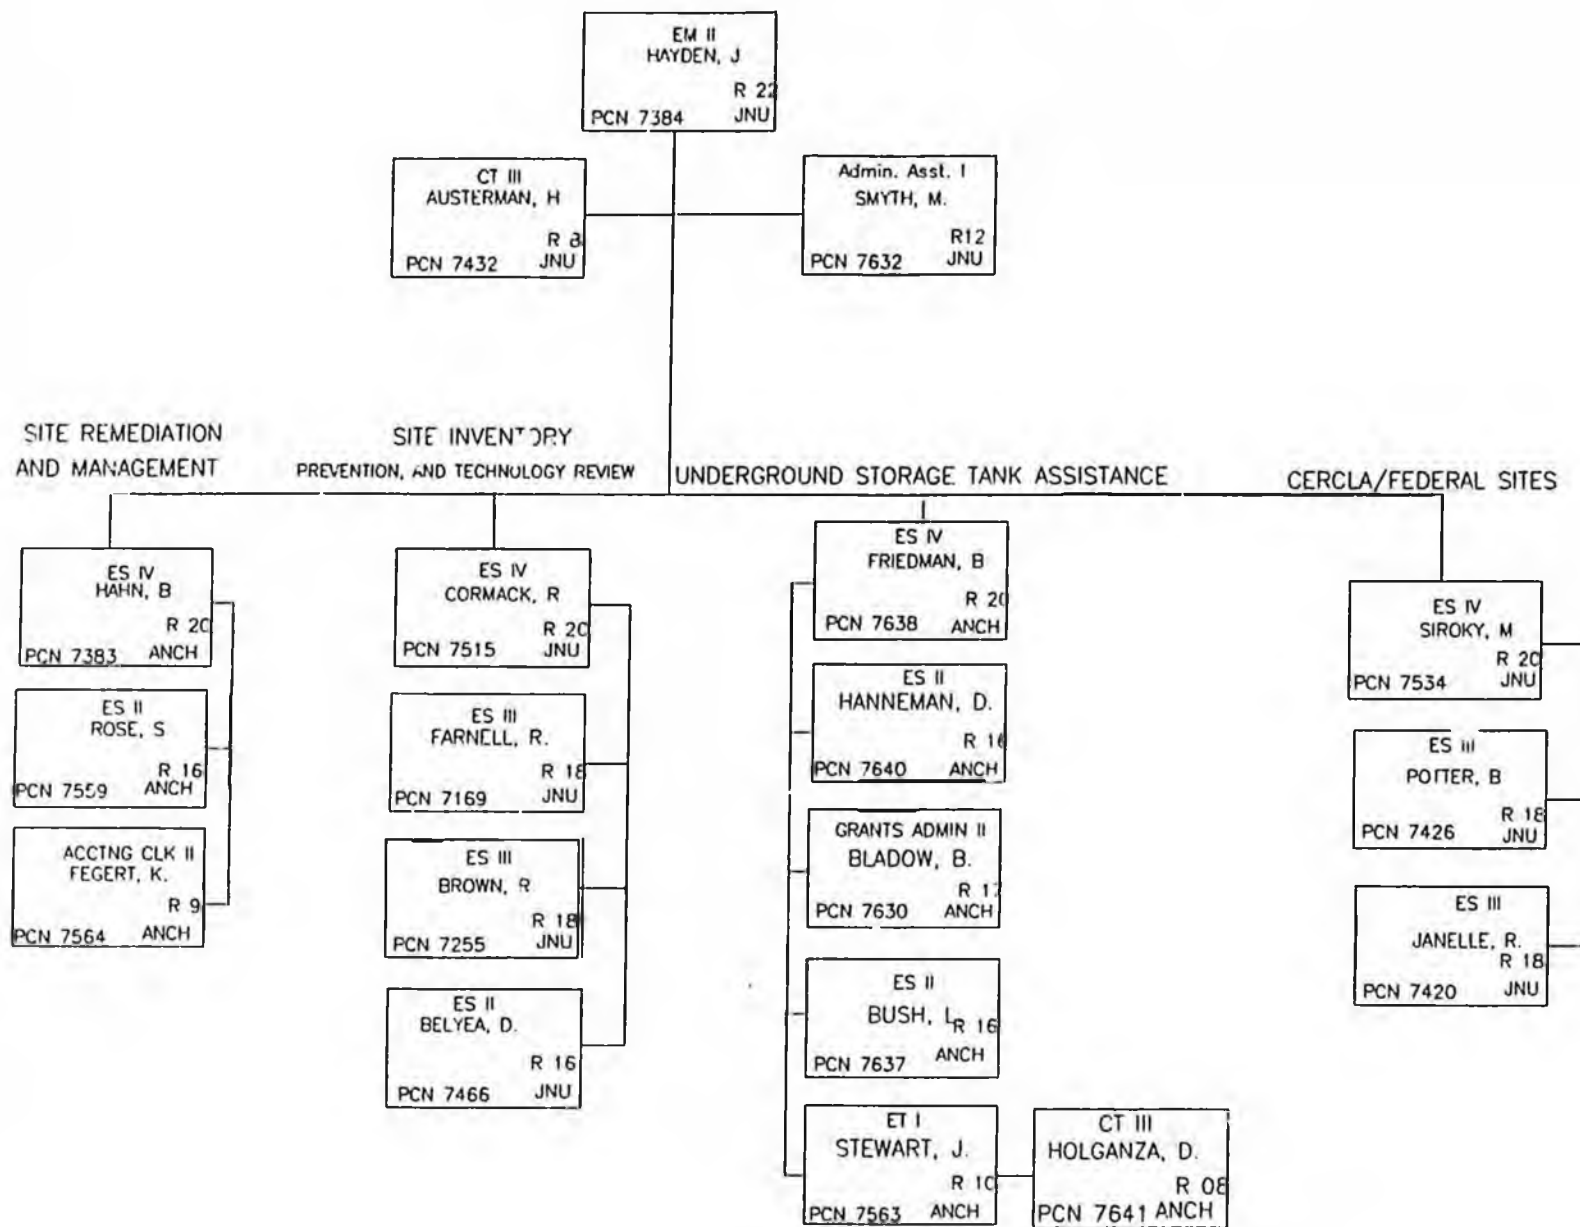 EM II
HAYDEN, J
R 22
PCN 7384 JNU
CT III
AUSTERMAN, H
R 8
PCN 7432 JNU
Admin. Asst. I
SMYTH, M.
R12
PCN 7632 JNU
SITE REMEDIATION
AND MANAGEMENT
SITE INVENTORY
PREVENTION, AND TECHNOLOGY REVIEW
UNDERGROUND STORAGE TANK ASSISTANCE
CERCLA/FEDERAL SITES
ES IV
HAHN, B
R 20
PCN 7383 ANCH
ES II
ROSE, S
R 16
PCN 7559 ANCH
ACCTNG CLK II
FEGERT, K.
R 9
PCN 7564 ANCH
ES IV
CORMACK, R
R 20
PCN 7515 JNU
ES III
FARNELL, R.
R 18
PCN 7169 JNU
ES III
BROWN, R
R 18
PCN 7255 JNU
ES II
BELYEA, D.
R 16
PCN 7466 JNU
ES IV
FRIEDMAN, B
R 20
PCN 7638 ANCH
ES II
HANNEMAN, D.
R 16
PCN 7640 ANCH
GRANTS ADMIN II
BLADOW, B.
R 17
PCN 7630 ANCH
ES II
BUSH, L
R 16
PCN 7637 ANCH
ET I
STEWART, J.
R 10
PCN 7563 ANCH
CT III
HOLGANZA, D.
R 08
PCN 7641 ANCH
ES IV
SIROKY, M
R 20
PCN 7534 JNU
ES III
POTTER, B
R 18
PCN 7426 JNU
ES III
JANELLE, R.
R 18
PCN 7420 JNU